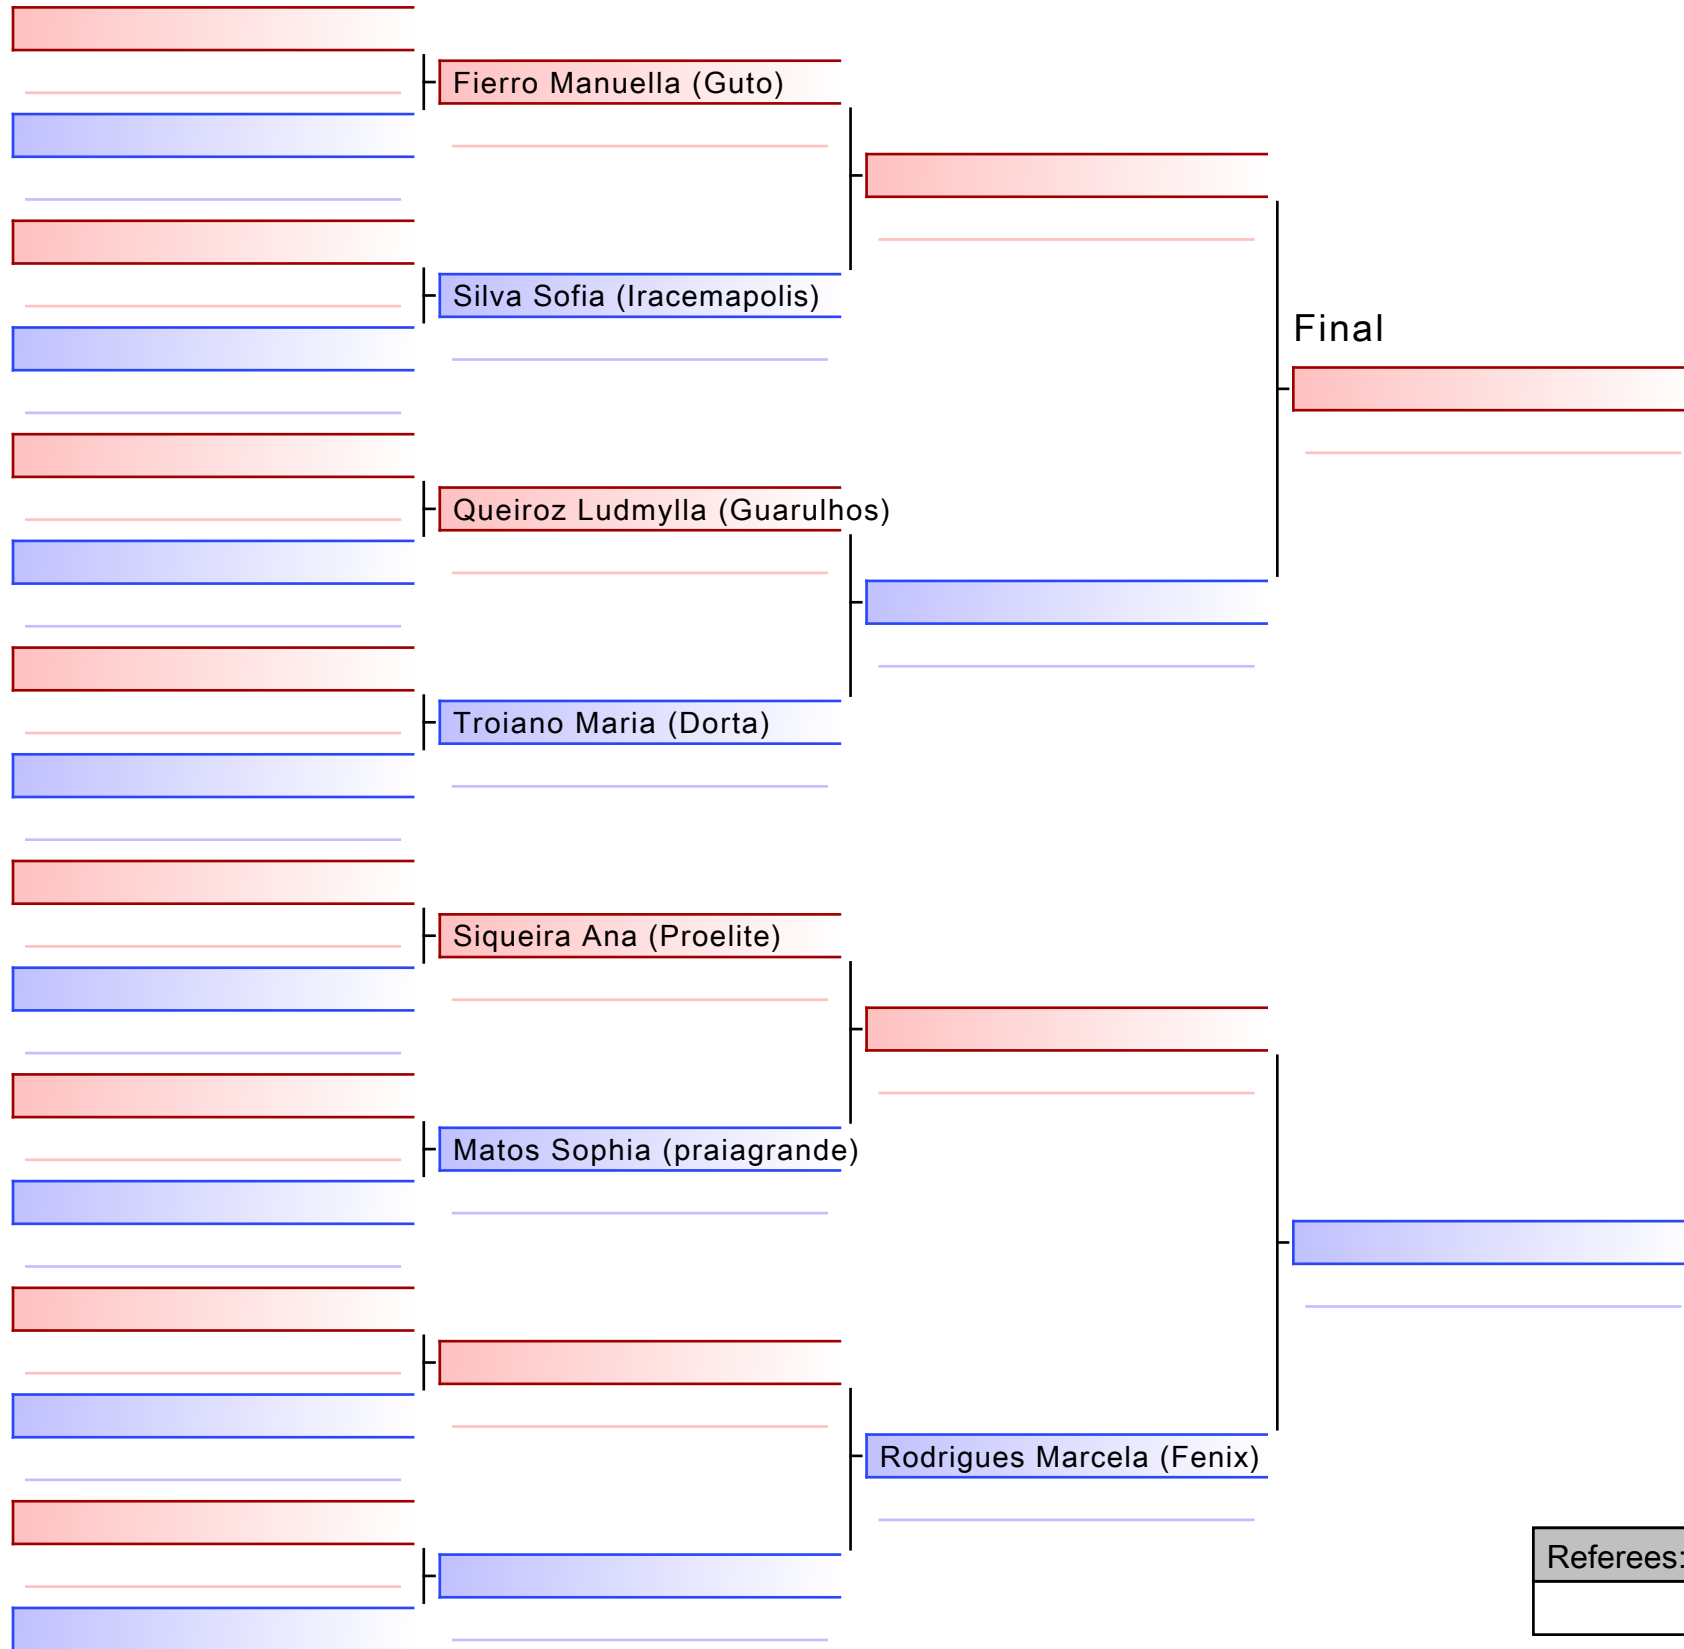 Fierro Manuella (Guto)
Silva Sofia (Iracemapolis)
Final
Queiroz Ludmylla (Guarulhos)
Troiano Maria (Dorta)
Siqueira Ana (Proelite)
Matos Sophia (praiagrande)
Rodrigues Marcela (Fenix)
Referees: